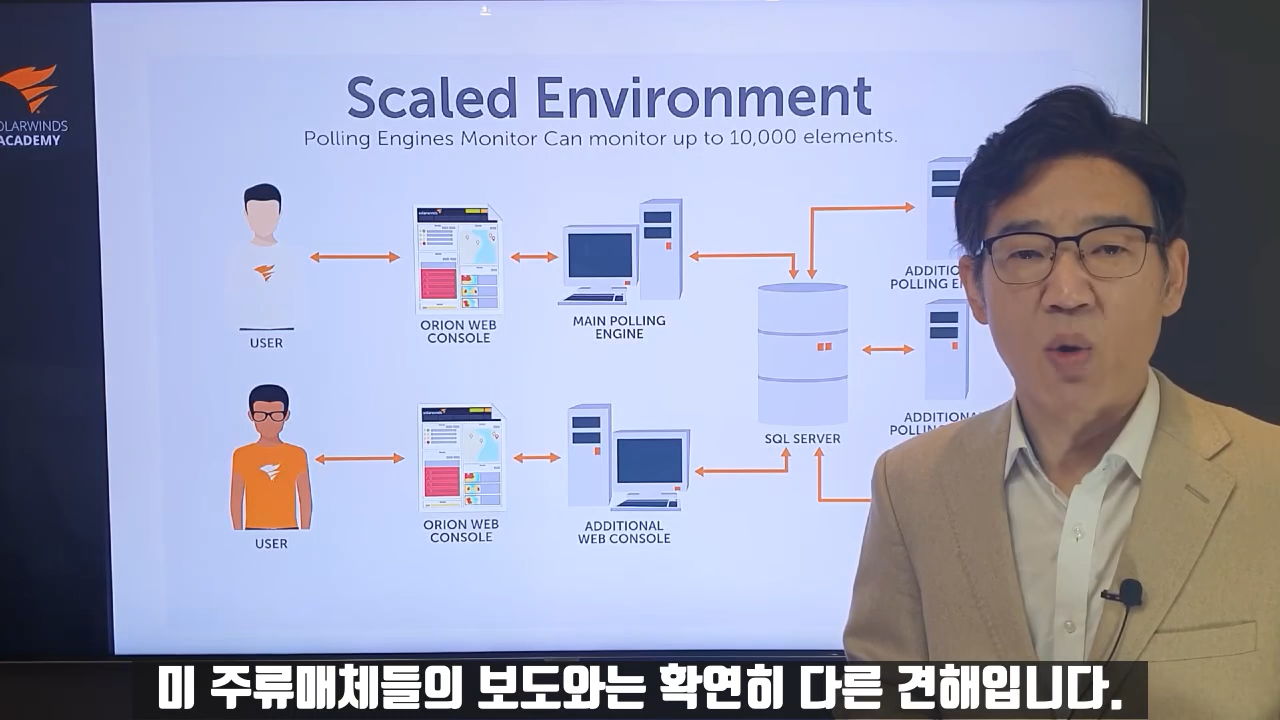 Scaled Environment
Polling Engines Monitor Can monitor up to 10,000 elements.
ACADEMY
USER
ORION WEB
CONSOLE
MAIN POLLING
ENGINE
SQL SERVER
POLLING
USER
ORION WEB
CONSOLE
ADDITIONAL
WEB CONSOLE
미 주류매체들의 보도와는 확연히 다른 견해입니다.